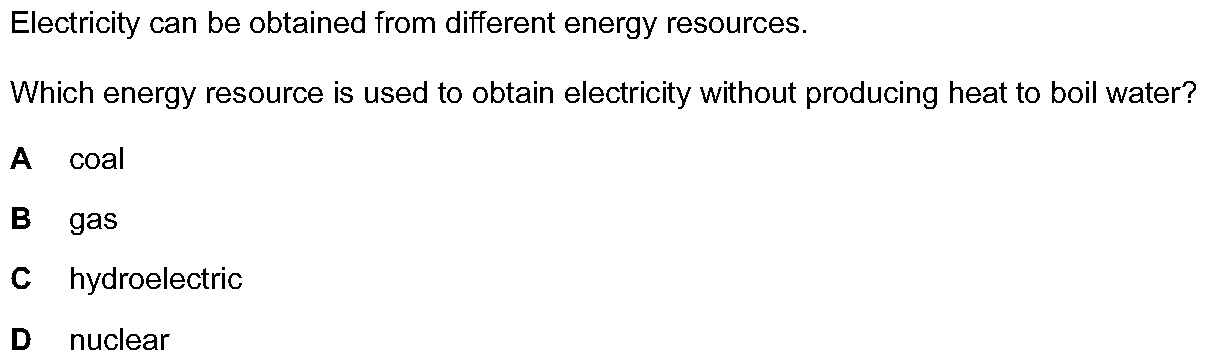 Electricity can be obtained from different energy resources.
Which energy resource is used to obtain electricity without producing heat to boil water?
A coal
B gas
C hydroelectric
D nuclear